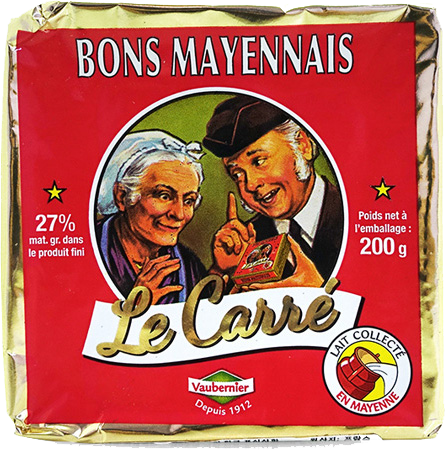 BONS MAYENNAIS
27%
mat. gr. dans
le produit fini
Poids net à
l'emballage :
200 g
Le Carré
LAIT COLLECTÉ
EN MAYENNE
Vaubernier
Depuis 1912